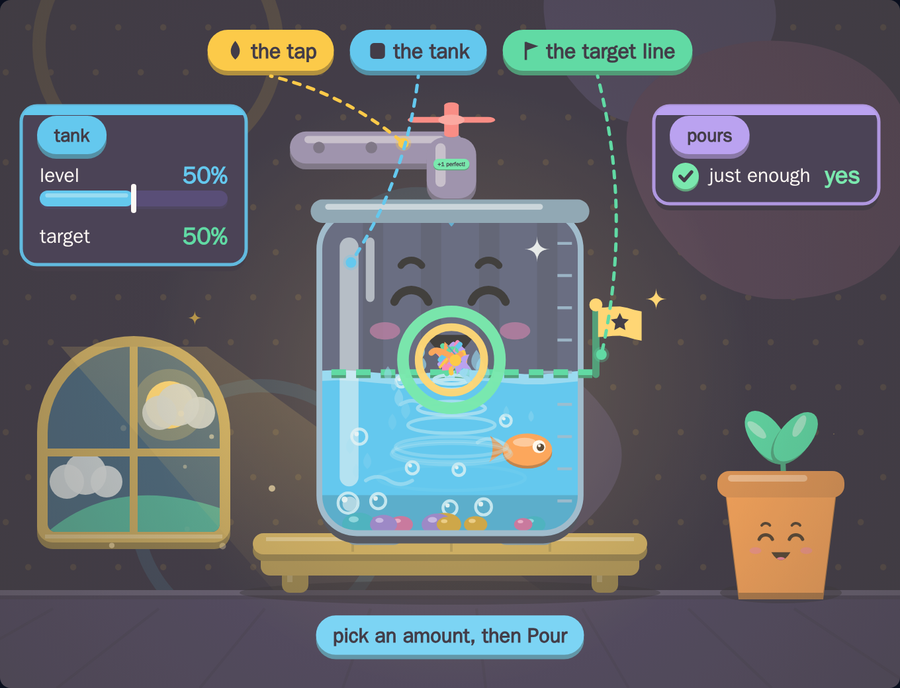 the tap
the tank
the target line
tank
level 50%
target 50%
pours
just enough yes
+1 perfect!
pick an amount, then Pour